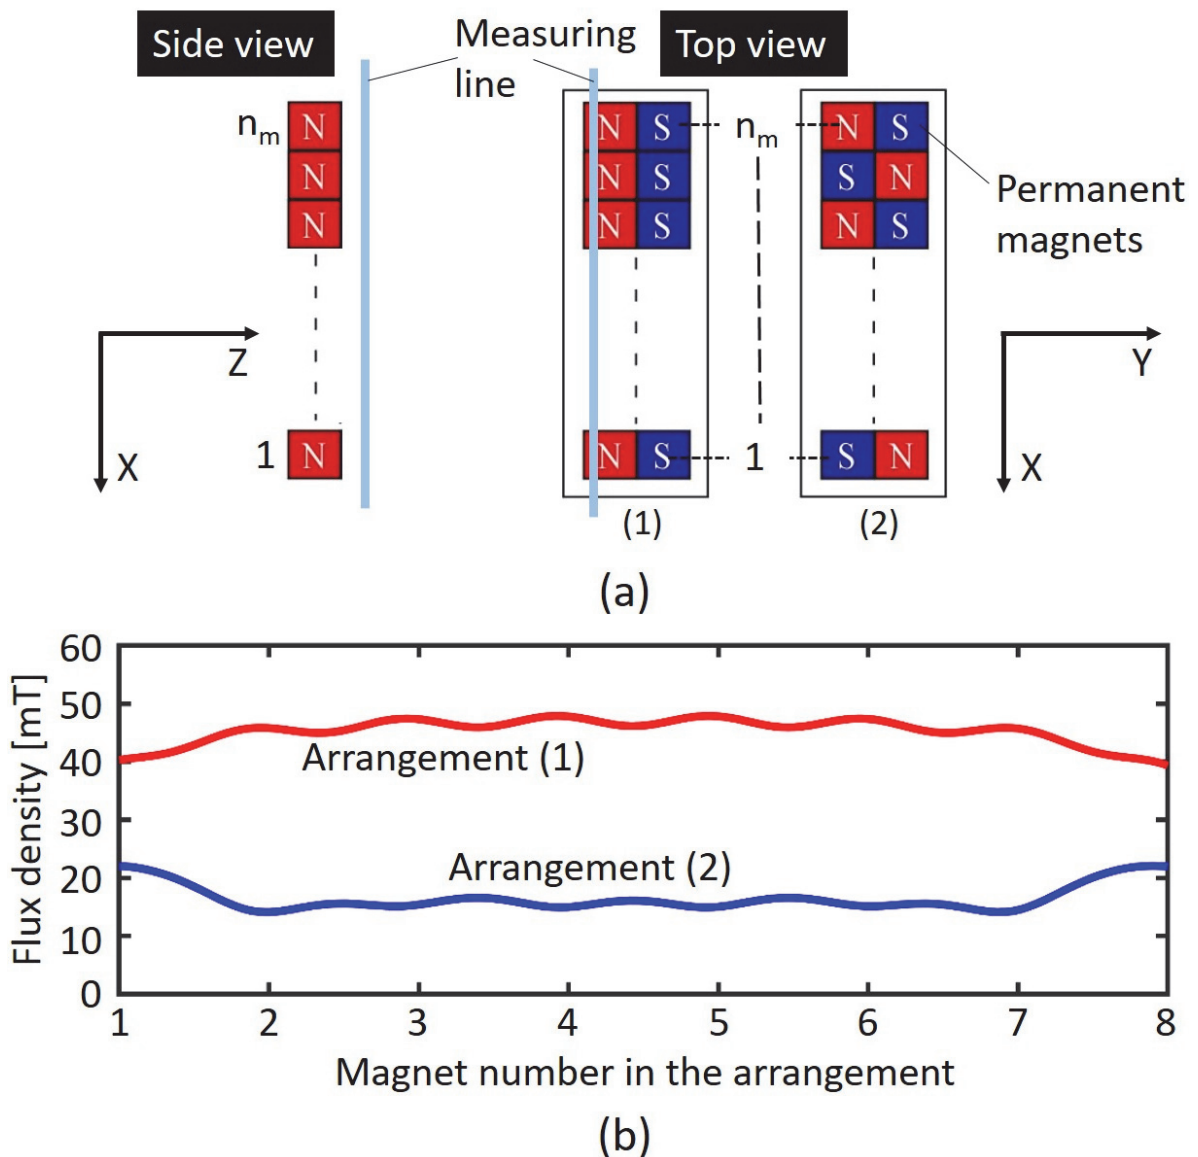 Side view
Measuring
line
Top view
n_m N
N
N
1 N
Z
X
N S
N S
N S
N S
n_m
1
N S
S N
N S
S N
Permanent
magnets
Y
X
(1)
(2)
(a)
Flux density [mT]
60
50
40
30
20
10
0
Arrangement (1)
Arrangement (2)
1 2 3 4 5 6 7 8
Magnet number in the arrangement
(b)